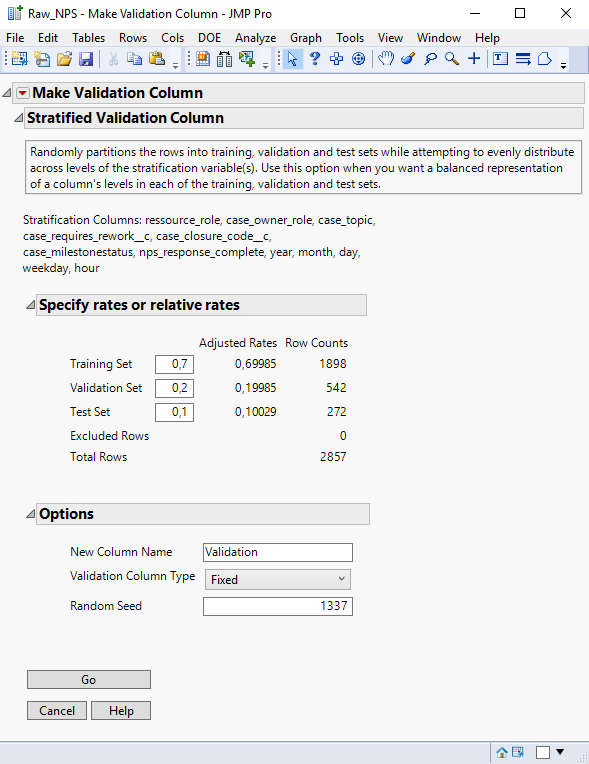 Raw_NPS - Make Validation Column - JMP Pro
File Edit Tables Rows Cols DOE Analyze Graph Tools View Window Help
Make Validation Column
Stratified Validation Column
Randomly partitions the rows into training, validation and test sets while attempting to evenly distribute
across levels of the stratification variable(s). Use this option when you want a balanced representation
of a column's levels in each of the training, validation and test sets.
Stratification Columns: ressource_role, case_owner_role, case_topic,
case_requires_rework__c, case_closure_code__c,
case_milestonestatus, nps_response_complete, year, month, day,
weekday, hour
Specify rates or relative rates
Adjusted Rates Row Counts
Training Set 0,7 0,69985 1898
Validation Set 0,2 0,19985 542
Test Set 0,1 0,10029 272
Excluded Rows 0
Total Rows 2857
Options
New Column Name Validation
Validation Column Type Fixed
Random Seed 1337
Go
Cancel Help